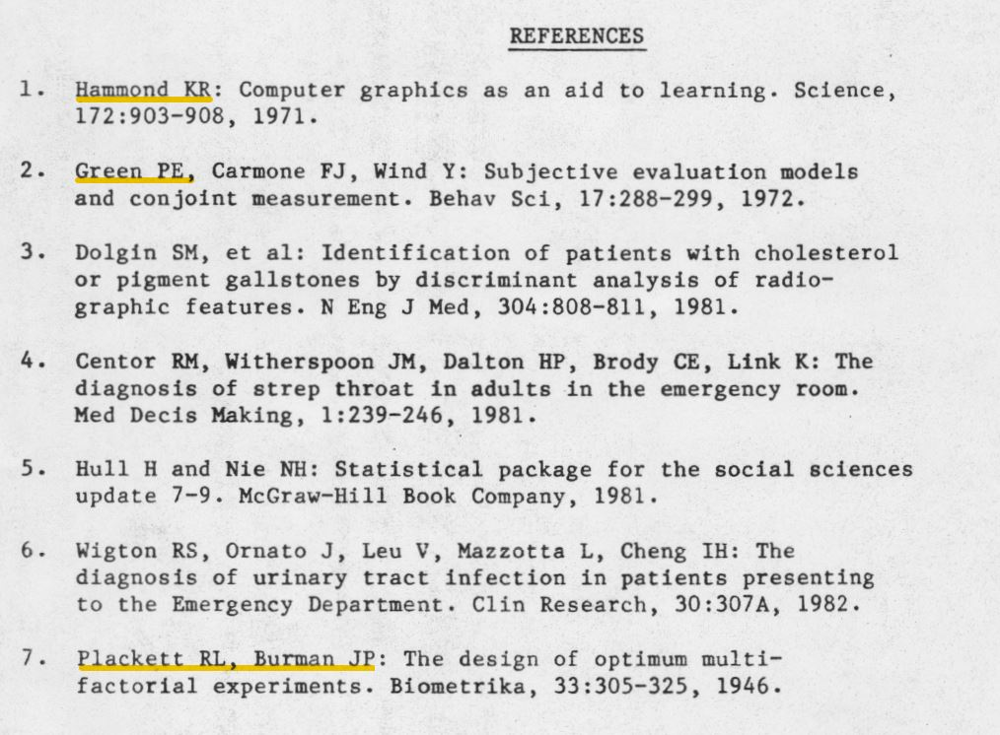 REFERENCES
1. Hammond KR: Computer graphics as an aid to learning. Science,
172:903-908, 1971.
2. Green PE, Carmone FJ, Wind Y: Subjective evaluation models
and conjoint measurement. Behav Sci, 17:288-299, 1972.
3. Dolgin SM, et al: Identification of patients with cholesterol
or pigment gallstones by discriminant analysis of radio-
graphic features. N Eng J Med, 304:808-811, 1981.
4. Centor RM, Witherspoon JM, Dalton HP, Brody CE, Link K: The
diagnosis of strep throat in adults in the emergency room.
Med Decis Making, 1:239-246, 1981.
5. Hull H and Nie NH: Statistical package for the social sciences
update 7-9. McGraw-Hill Book Company, 1981.
6. Wigton RS, Ornato J, Leu V, Mazzotta L, Cheng IH: The
diagnosis of urinary tract infection in patients presenting
to the Emergency Department. Clin Research, 30:307A, 1982.
7. Plackett RL, Burman JP: The design of optimum multi-
factorial experiments. Biometrika, 33:305-325, 1946.